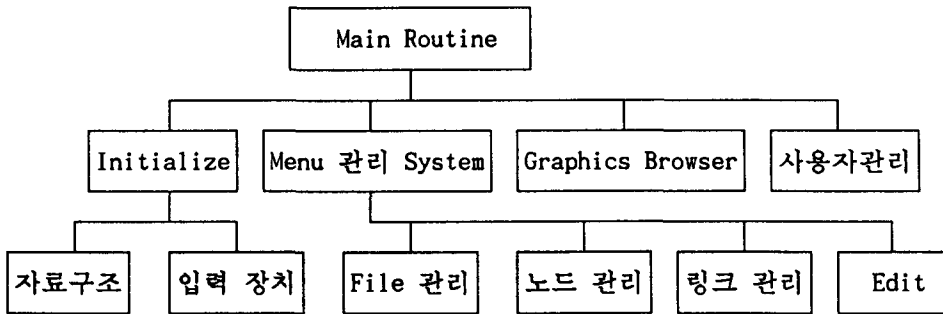 Main Routine
Initialize
Menu 관리 System
Graphics Browser
사용자관리
자료구조
입력 장치
File 관리
노드 관리
링크 관리
Edit